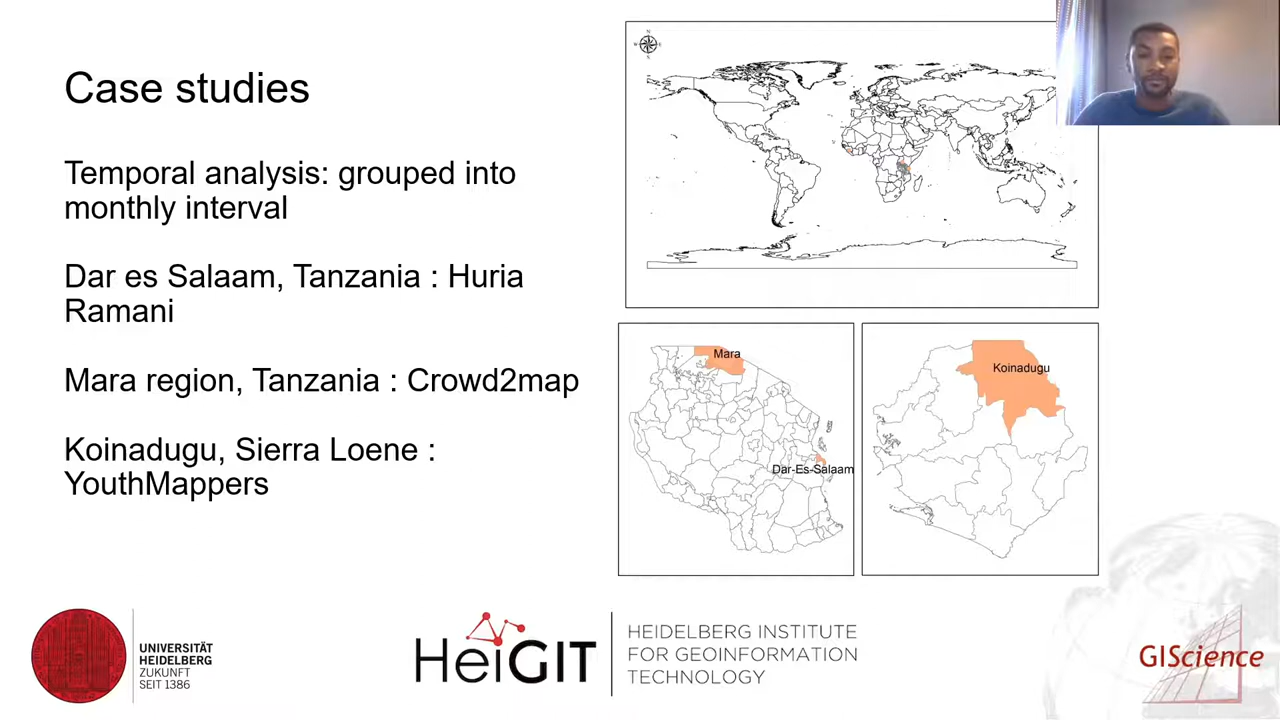 Case studies
Temporal analysis: grouped into
monthly interval
Dar es Salaam, Tanzania : Huria
Ramani
Mara region, Tanzania : Crowd2map
Koinadugu, Sierra Loene :
YouthMappers
N
W
E
S
Mara
Dar-Es-Salaam
Koinadugu
UNIVERSITÄT
HEIDELBERG
ZUKUNFT
SEIT 1386
HeiGIT
HEIDELBERG INSTITUTE
FOR GEOINFORMATION
TECHNOLOGY
GIScience